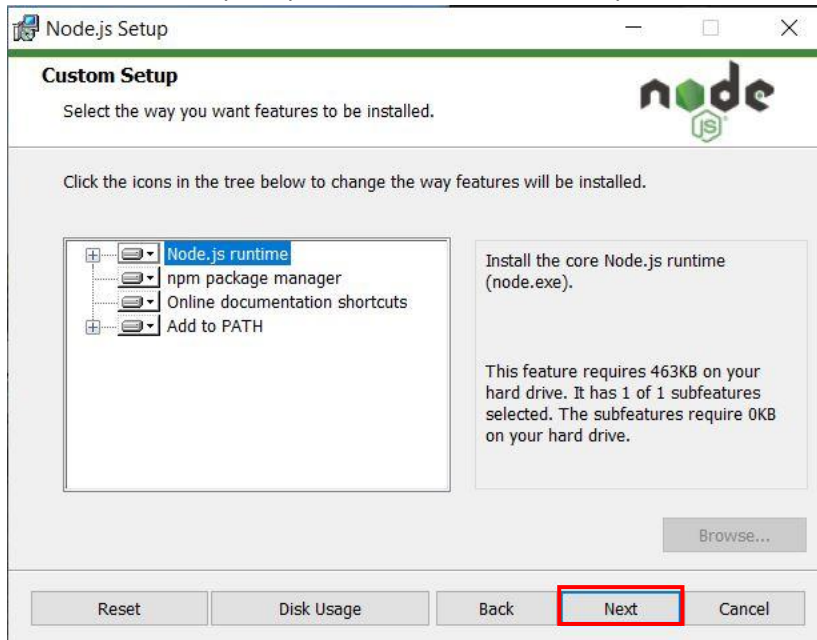 Node.js Setup
Custom Setup
Select the way you want features to be installed.
node
JS
Click the icons in the tree below to change the way features will be installed.
Node.js runtime
npm package manager
Online documentation shortcuts
Add to PATH
Install the core Node.js runtime
(node.exe).
This feature requires 463KB on your
hard drive. It has 1 of 1 subfeatures
selected. The subfeatures require 0KB
on your hard drive.
Browse...
Reset
Disk Usage
Back
Next
Cancel